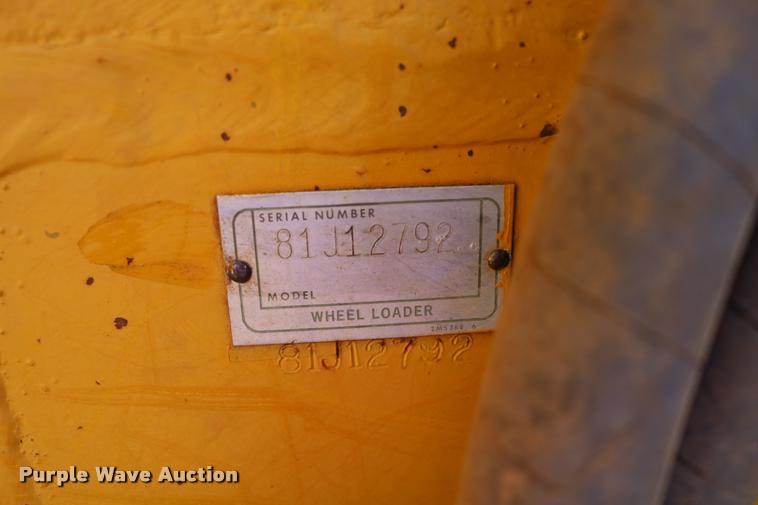 SERIAL NUMBER
81J12792
MODEL
WHEEL LOADER
81J12792
Purple Wave Auction